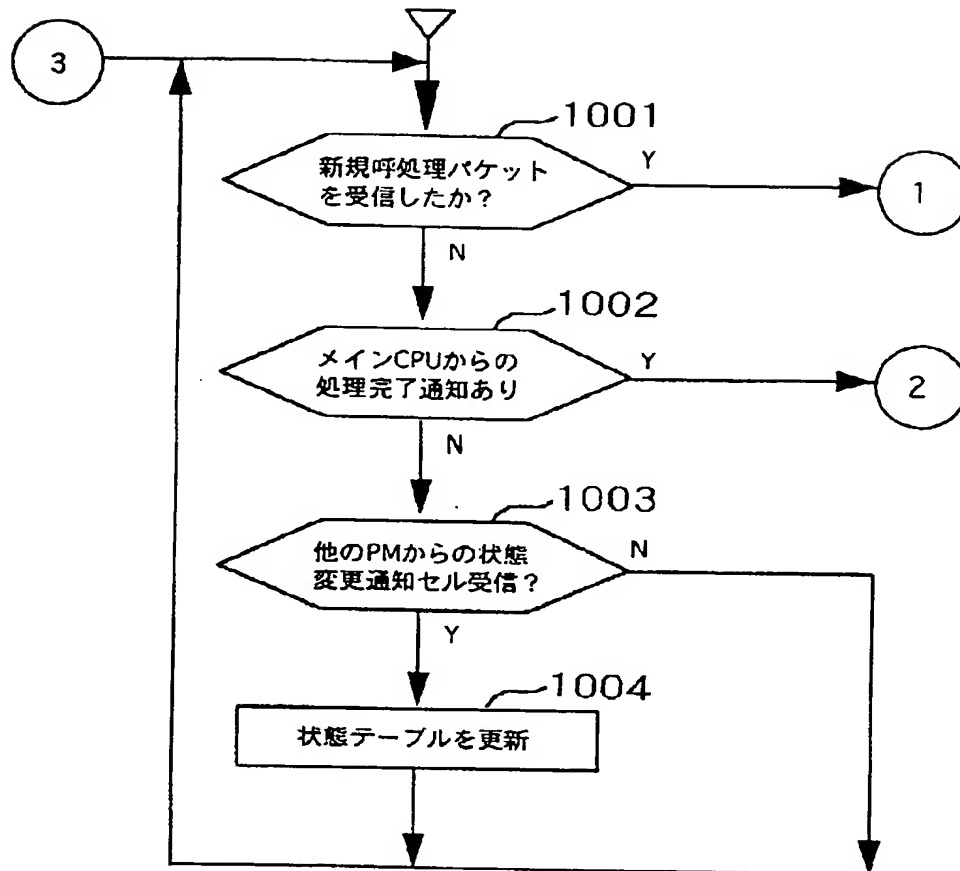 3
1001
新規呼処理パケット
を受信したか？
Y
1
N
1002
メインCPUからの
処理完了通知あり
Y
2
N
1003
他のPMからの状態
変更通知セル受信？
N
Y
1004
状態テーブルを更新